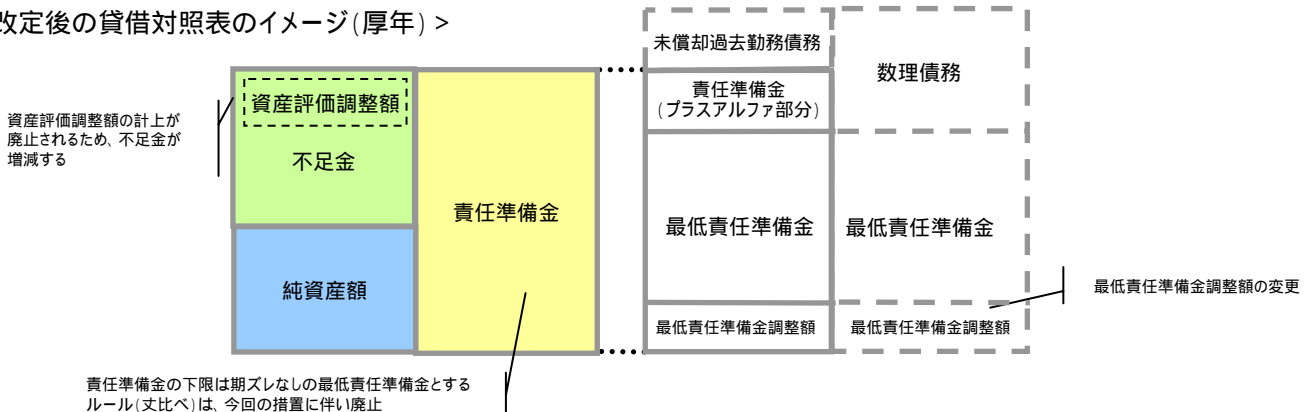 改定後の貸借対照表のイメージ(厚年)>
資産評価調整額の計上が
廃止されるため、不足金が
増減する
資産評価調整額
不足金
純資産額
責任準備金
未償却過去勤務債務
責任準備金
(プラスアルファ部分)
最低責任準備金
最低責任準備金調整額
数理債務
最低責任準備金
最低責任準備金調整額
最低責任準備金調整額の変更
責任準備金の下限は期ズレなしの最低責任準備金とする
ルール(丈比べ)は、今回の措置に伴い廃止